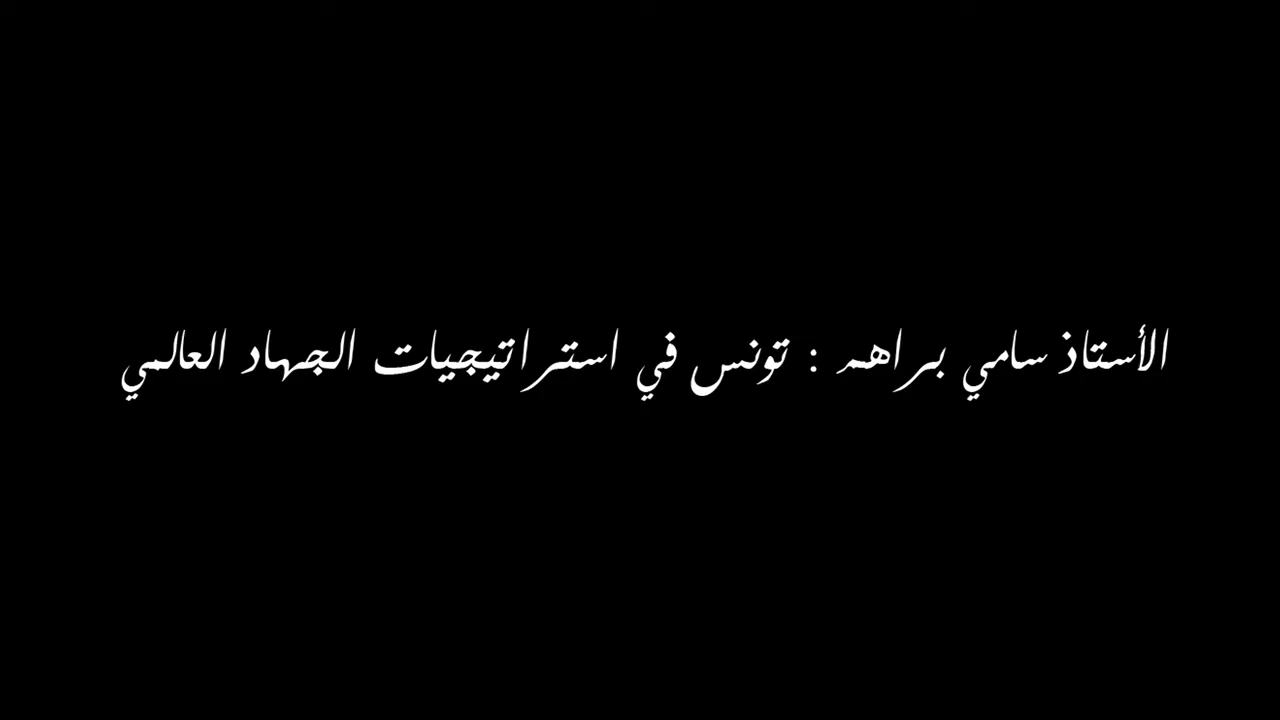 الأستاذ سامي براهم : تونس في استراتيجيات الجهاد العالمي